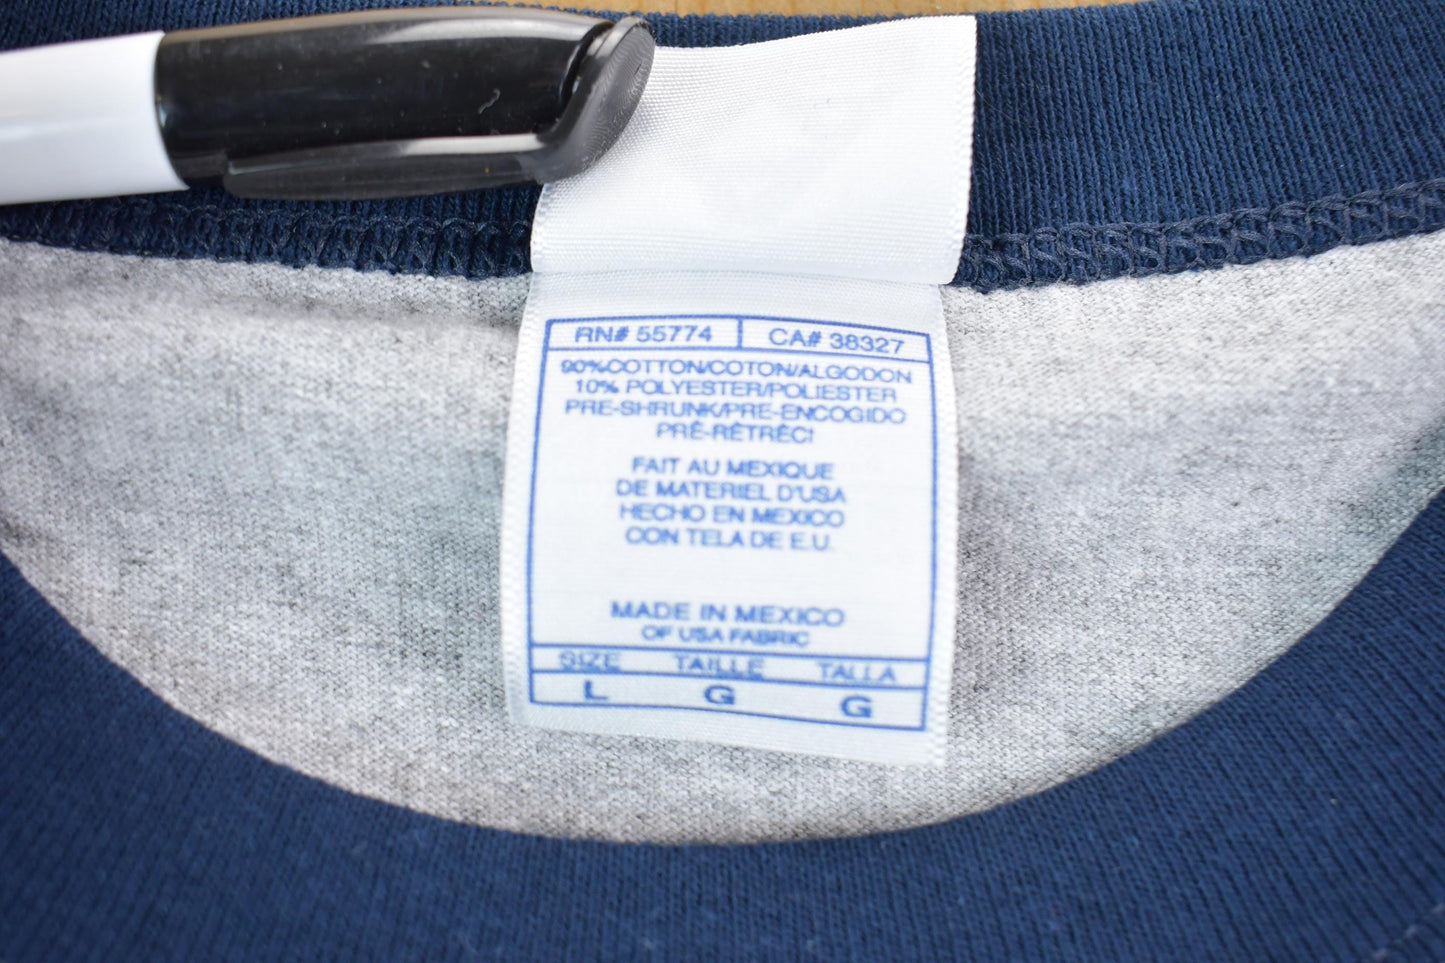 RN# 55774 CA# 38327
90%COTTON/COTON/ALGODON
10% POLYESTER/POLIESTER
PRE-SHRUNK/PRE-ENCOGIDO
PRÉ-RÉTRÉCI
FAIT AU MEXIQUE
DE MATERIEL D'USA
HECHO EN MEXICO
CON TELA DE E.U.
MADE IN MEXICO
OF USA FABRIC
SIZE TAILLE TALLA
L G G